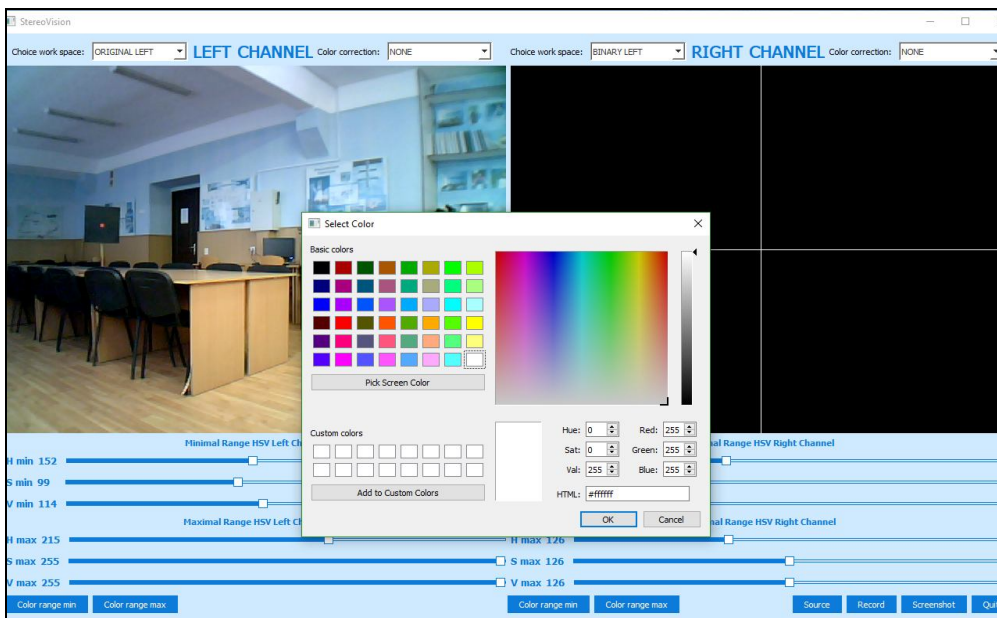 StereoVision
Choice work space: ORIGINAL LEFT LEFT CHANNEL Color correction: NONE
Choice work space: BINARY LEFT RIGHT CHANNEL Color correction: NONE
Select Color
Basic colors
Pick Screen Color
Custom colors
Add to Custom Colors
Hue: 0 Red: 255
Sat: 0 Green: 255
Val: 255 Blue: 255
HTML: #ffffff
OK Cancel
Minimal Range HSV Left
H min 152
S min 99
V min 114
Maximal Range HSV Left
H max 215
S max 255
V max 255
Color range min Color range max
Range HSV Right Channel
Range HSV Right Channel
H max 126
S max 126
V max 126
Color range min Color range max Source Record Screenshot